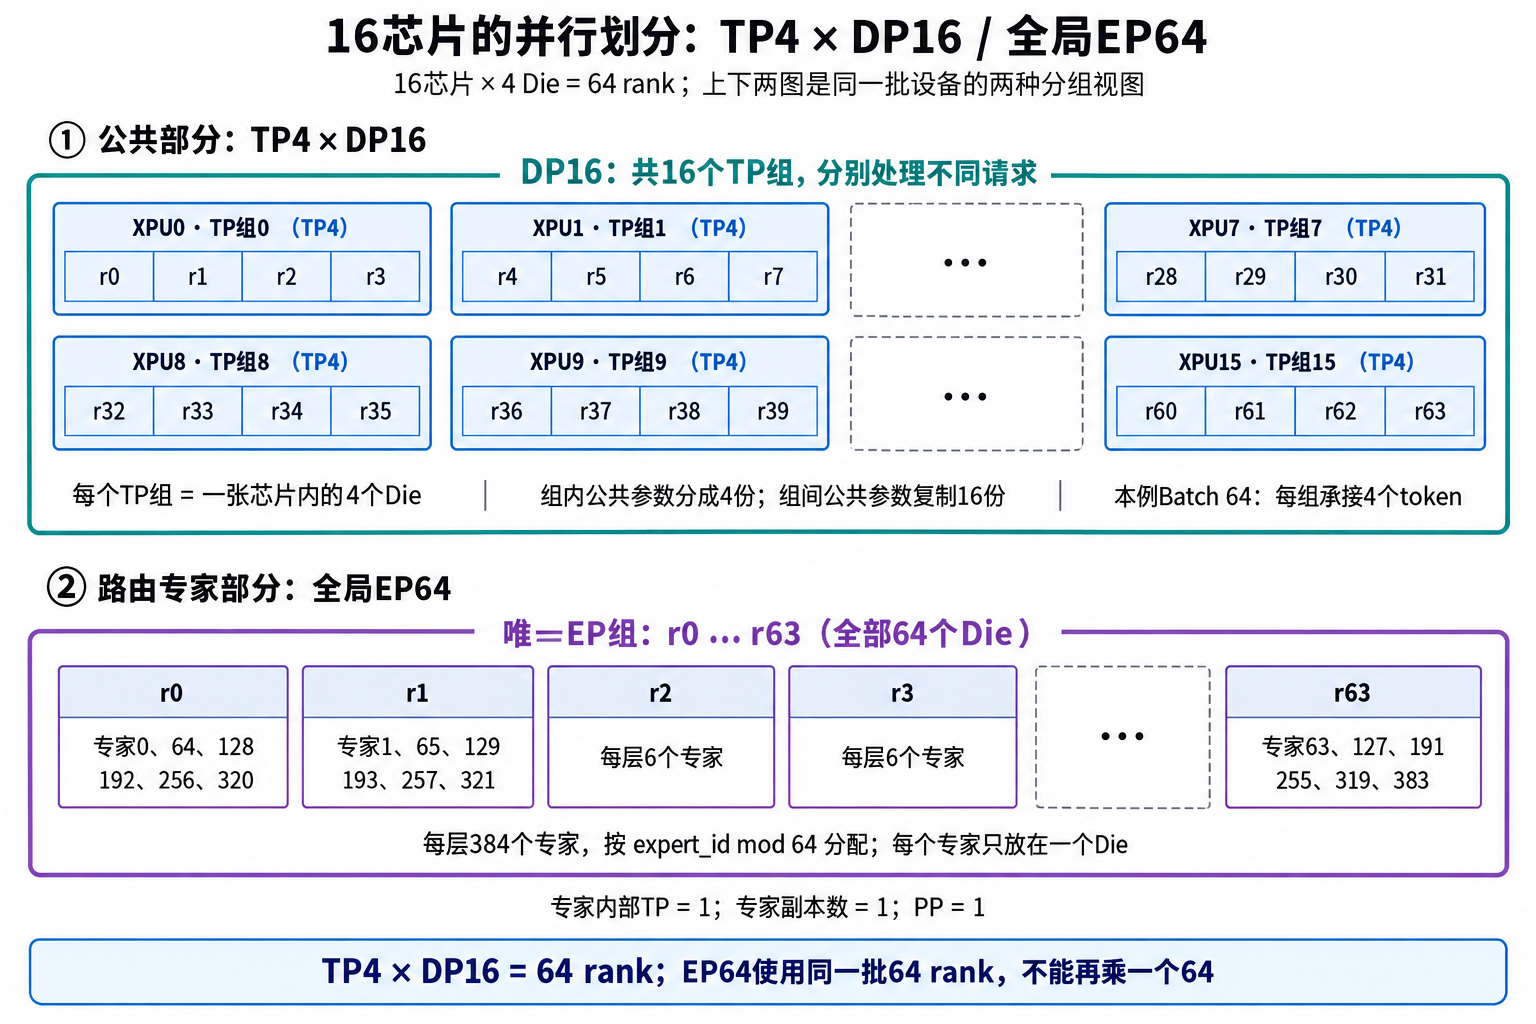 16芯片的并行划分：TP4 × DP16 / 全局EP64
16芯片 × 4 Die = 64 rank；上下两图是同一批设备的两种分组视图
① 公共部分：TP4 × DP16
DP16：共16个TP组，分别处理不同请求
XPU0 · TP组0 （TP4）
r0 r1 r2 r3
XPU1 · TP组1 （TP4）
r4 r5 r6 r7
...
XPU7 · TP组7 （TP4）
r28 r29 r30 r31
XPU8 · TP组8 （TP4）
r32 r33 r34 r35
XPU9 · TP组9 （TP4）
r36 r37 r38 r39
...
XPU15 · TP组15 （TP4）
r60 r61 r62 r63
每个TP组 = 一张芯片内的4个Die
组内公共参数分成4份；组间公共参数复制16份
本例Batch 64：每组承接4个token
② 路由专家部分：全局EP64
唯＝EP组：r0 ... r63（全部64个Die）
r0
专家0、64、128
192、256、320
r1
专家1、65、129
193、257、321
r2
每层6个专家
r3
每层6个专家
...
r63
专家63、127、191
255、319、383
每层384个专家，按 expert_id mod 64 分配；每个专家只放在一个Die
专家内部TP = 1；专家副本数 = 1；PP = 1
TP4 × DP16 = 64 rank；EP64使用同一批64 rank，不能再乘一个64